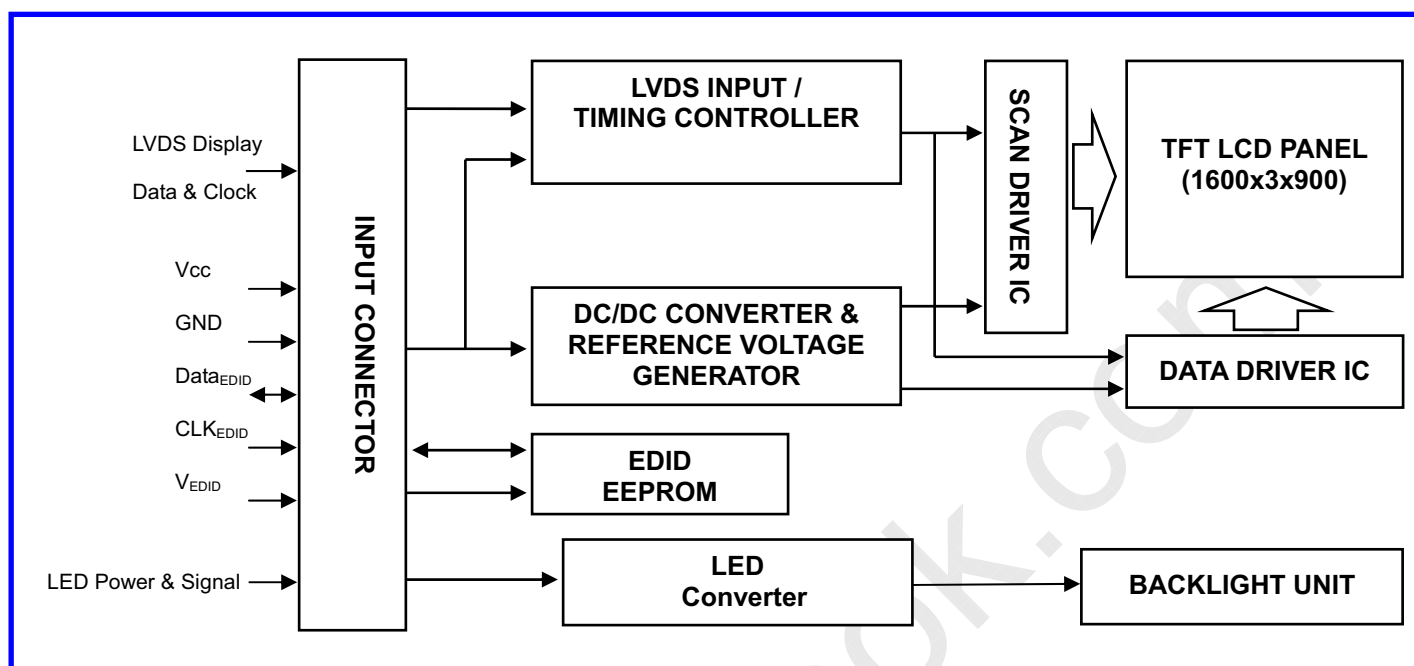 LVDS Display
Data & Clock
Vcc
GND
DataEDID
CLKEDID
VEDID
LED Power & Signal
INPUT CONNECTOR
LVDS INPUT /
TIMING CONTROLLER
DC/DC CONVERTER &
REFERENCE VOLTAGE
GENERATOR
EDID
EEPROM
LED
Converter
SCAN DRIVER IC
TFT LCD PANEL
(1600x3x900)
DATA DRIVER IC
BACKLIGHT UNIT
ok.com